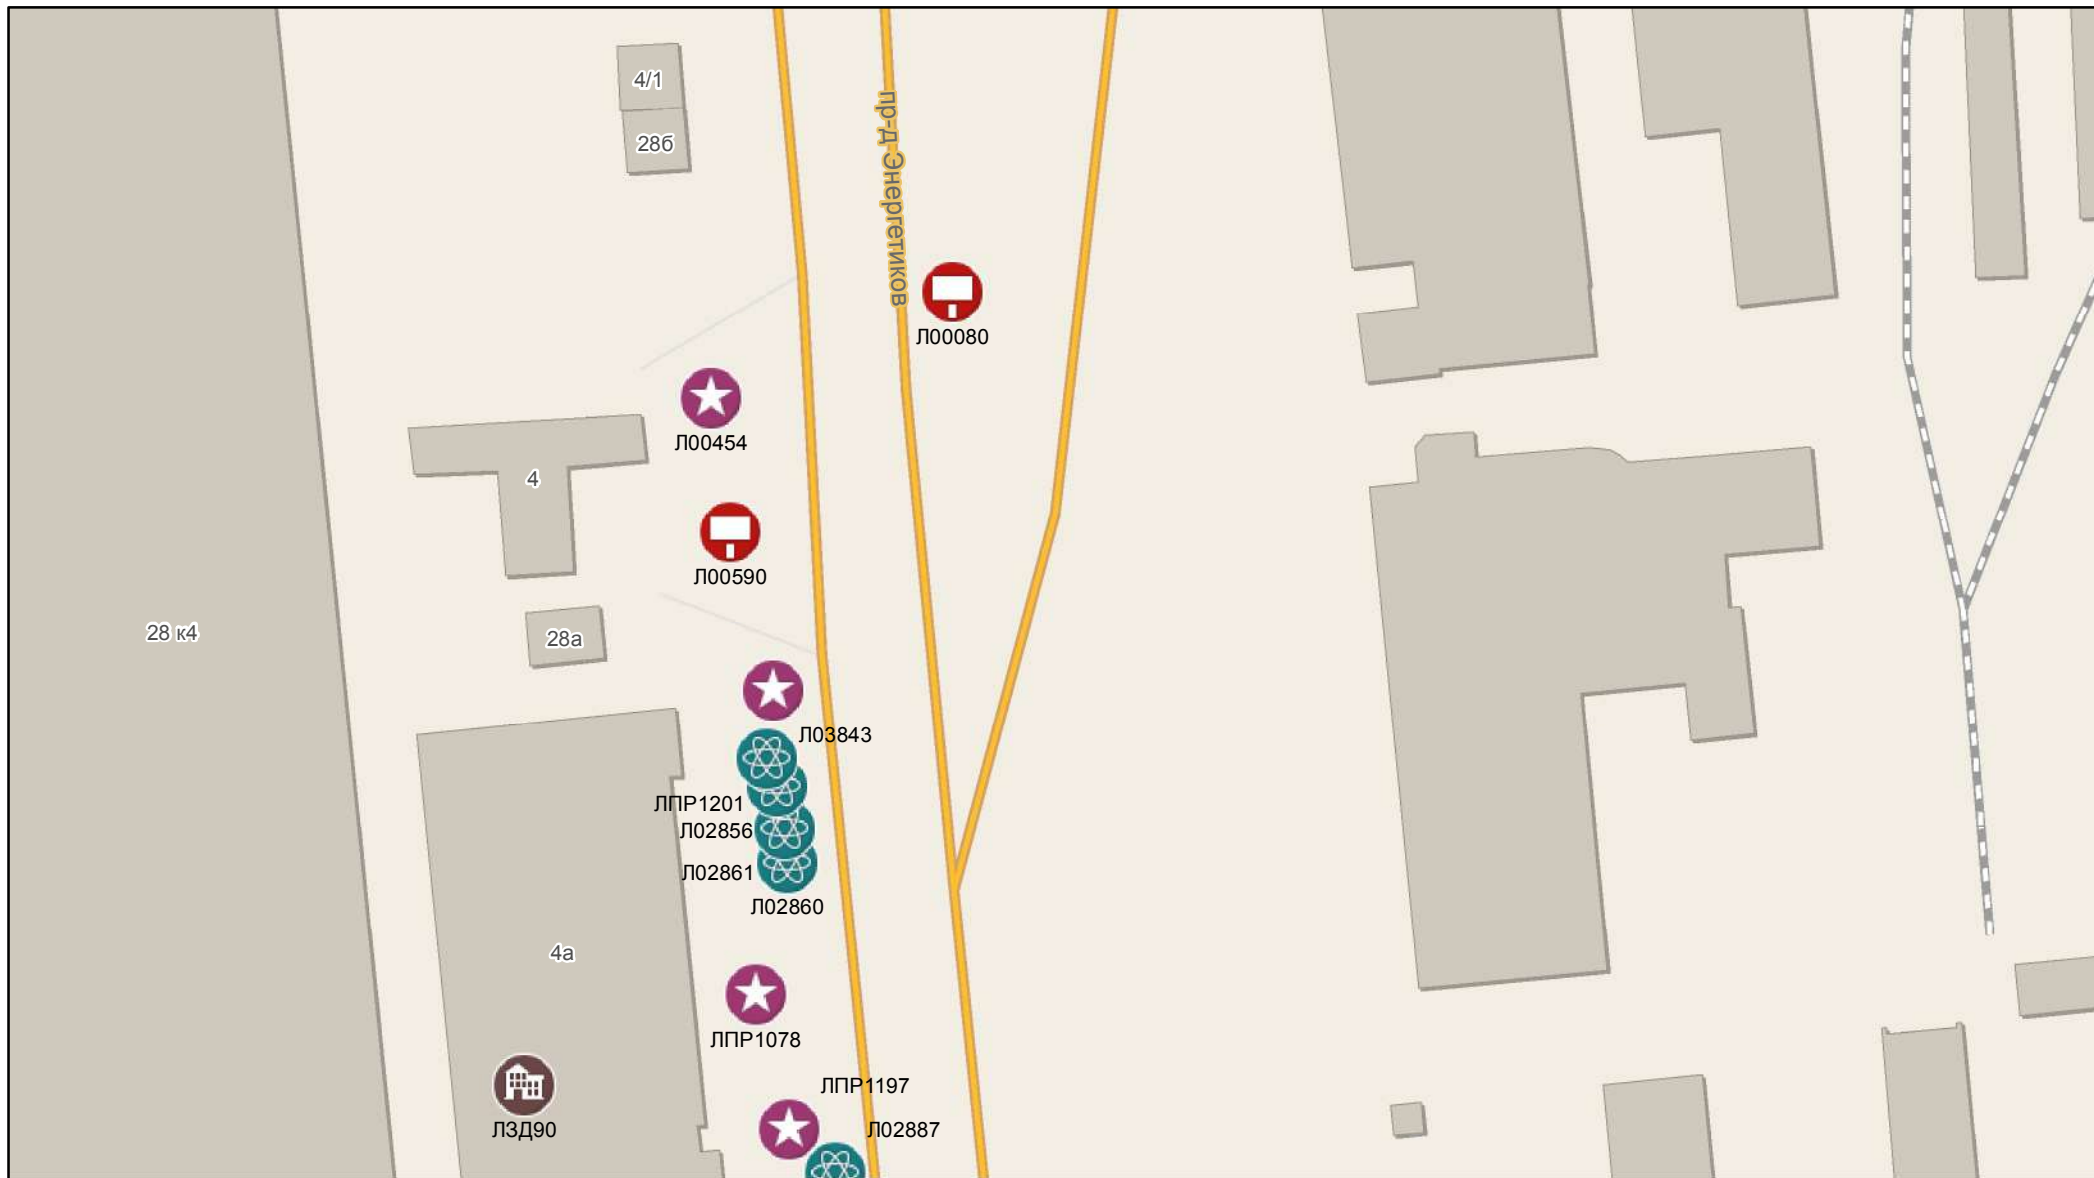 4/1
28б
пр-д Энергетиков
Л00080
Л00454
4
Л00590
28 к4
28а
Л03843
ЛПР1201
Л02856
Л02861
Л02860
4а
ЛПР1078
ЛПР1197
ЛЗД90
Л02887